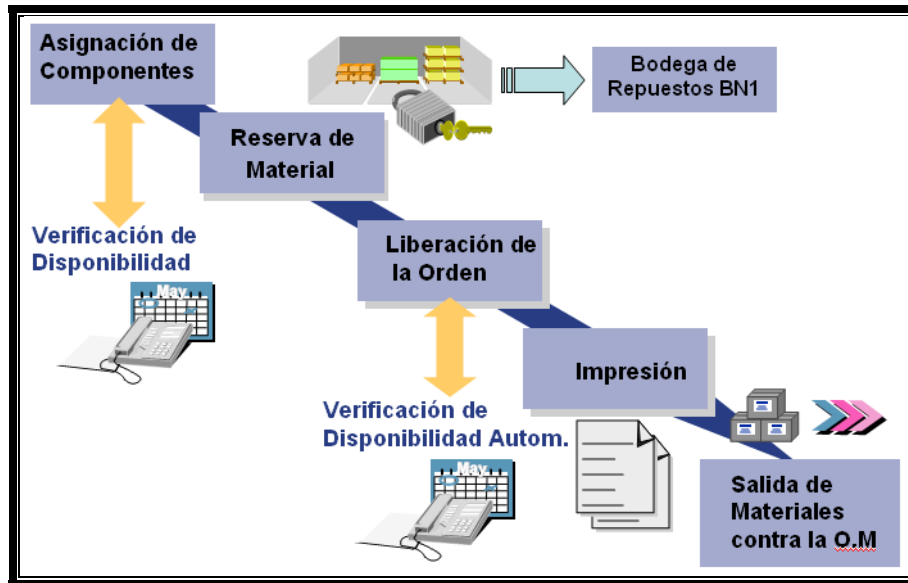 Asignación de
Componentes
Bodega de
Repuestos BN1
Reserva de
Material
Verificación de
Disponibilidad
May
Liberación de
la Orden
Impresión
Verificación de
Disponibilidad Autom.
May
Salida de
Materiales
contra la O.M